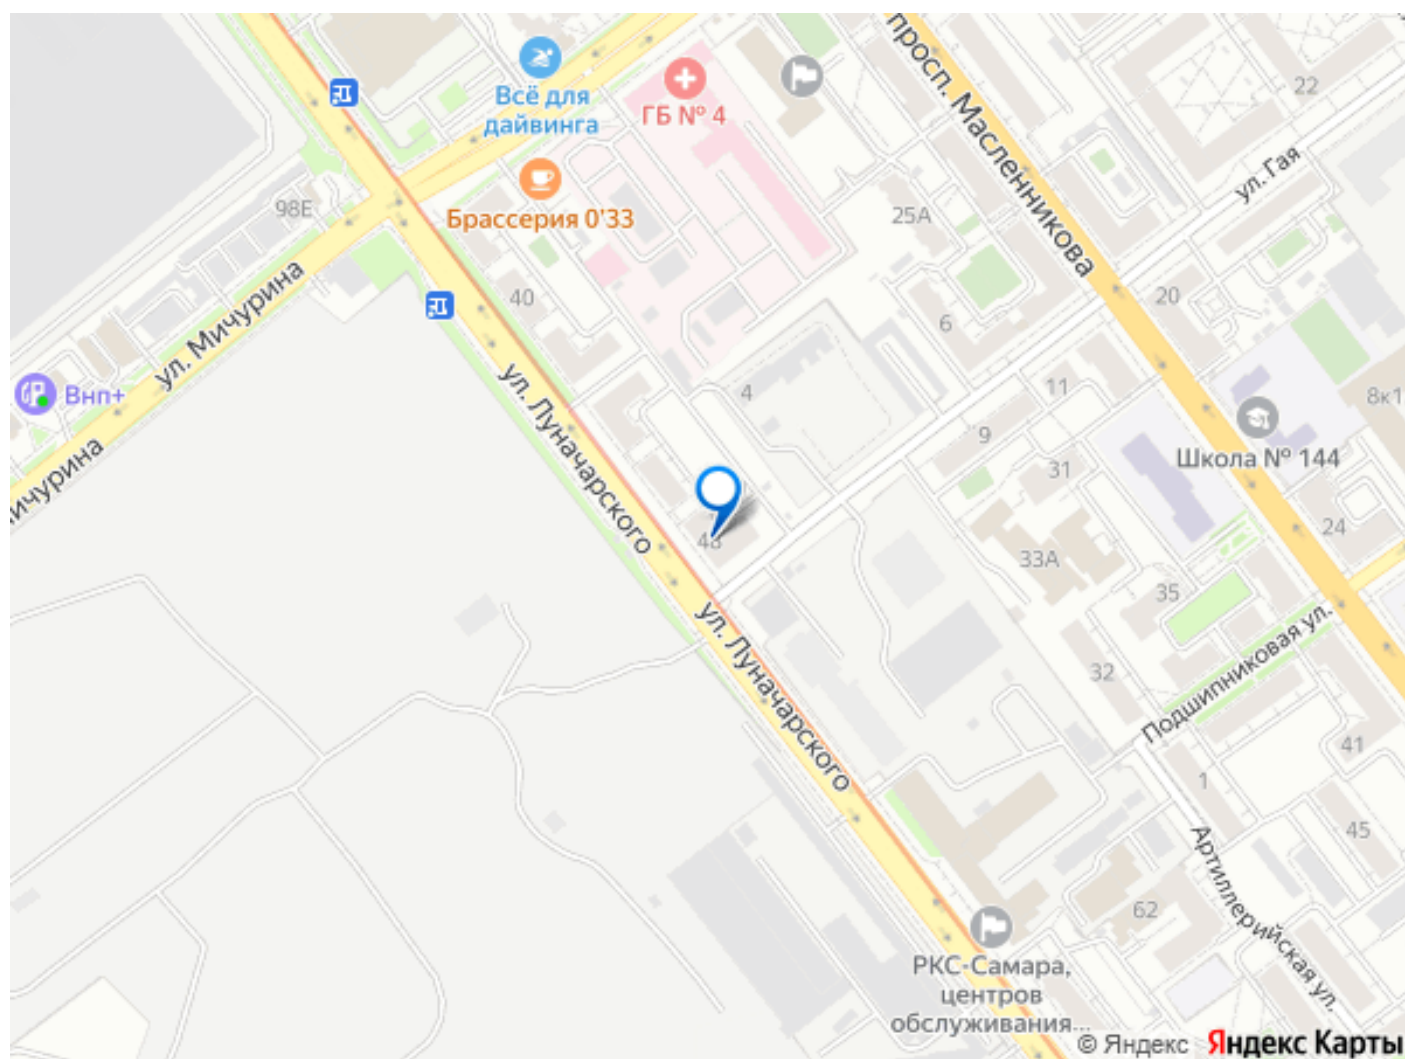 просп. Масленникова
22
Всё для
дайвинга
ГБ № 4
ул. Гая
98Е
Брассерия 0'33
25А
ул. Мичурина
40
20
6
Внп+
ул. Луначарского
4
11
8к1
9
31
Школа № 144
ичурина
48
33А
24
35
ул. Луначарского
32
Подшипниковая ул.
41
1
45
Артиллерийская ул.
62
РКС-Самара,
центров
обслуживания...
© Яндекс Яндекс Карты